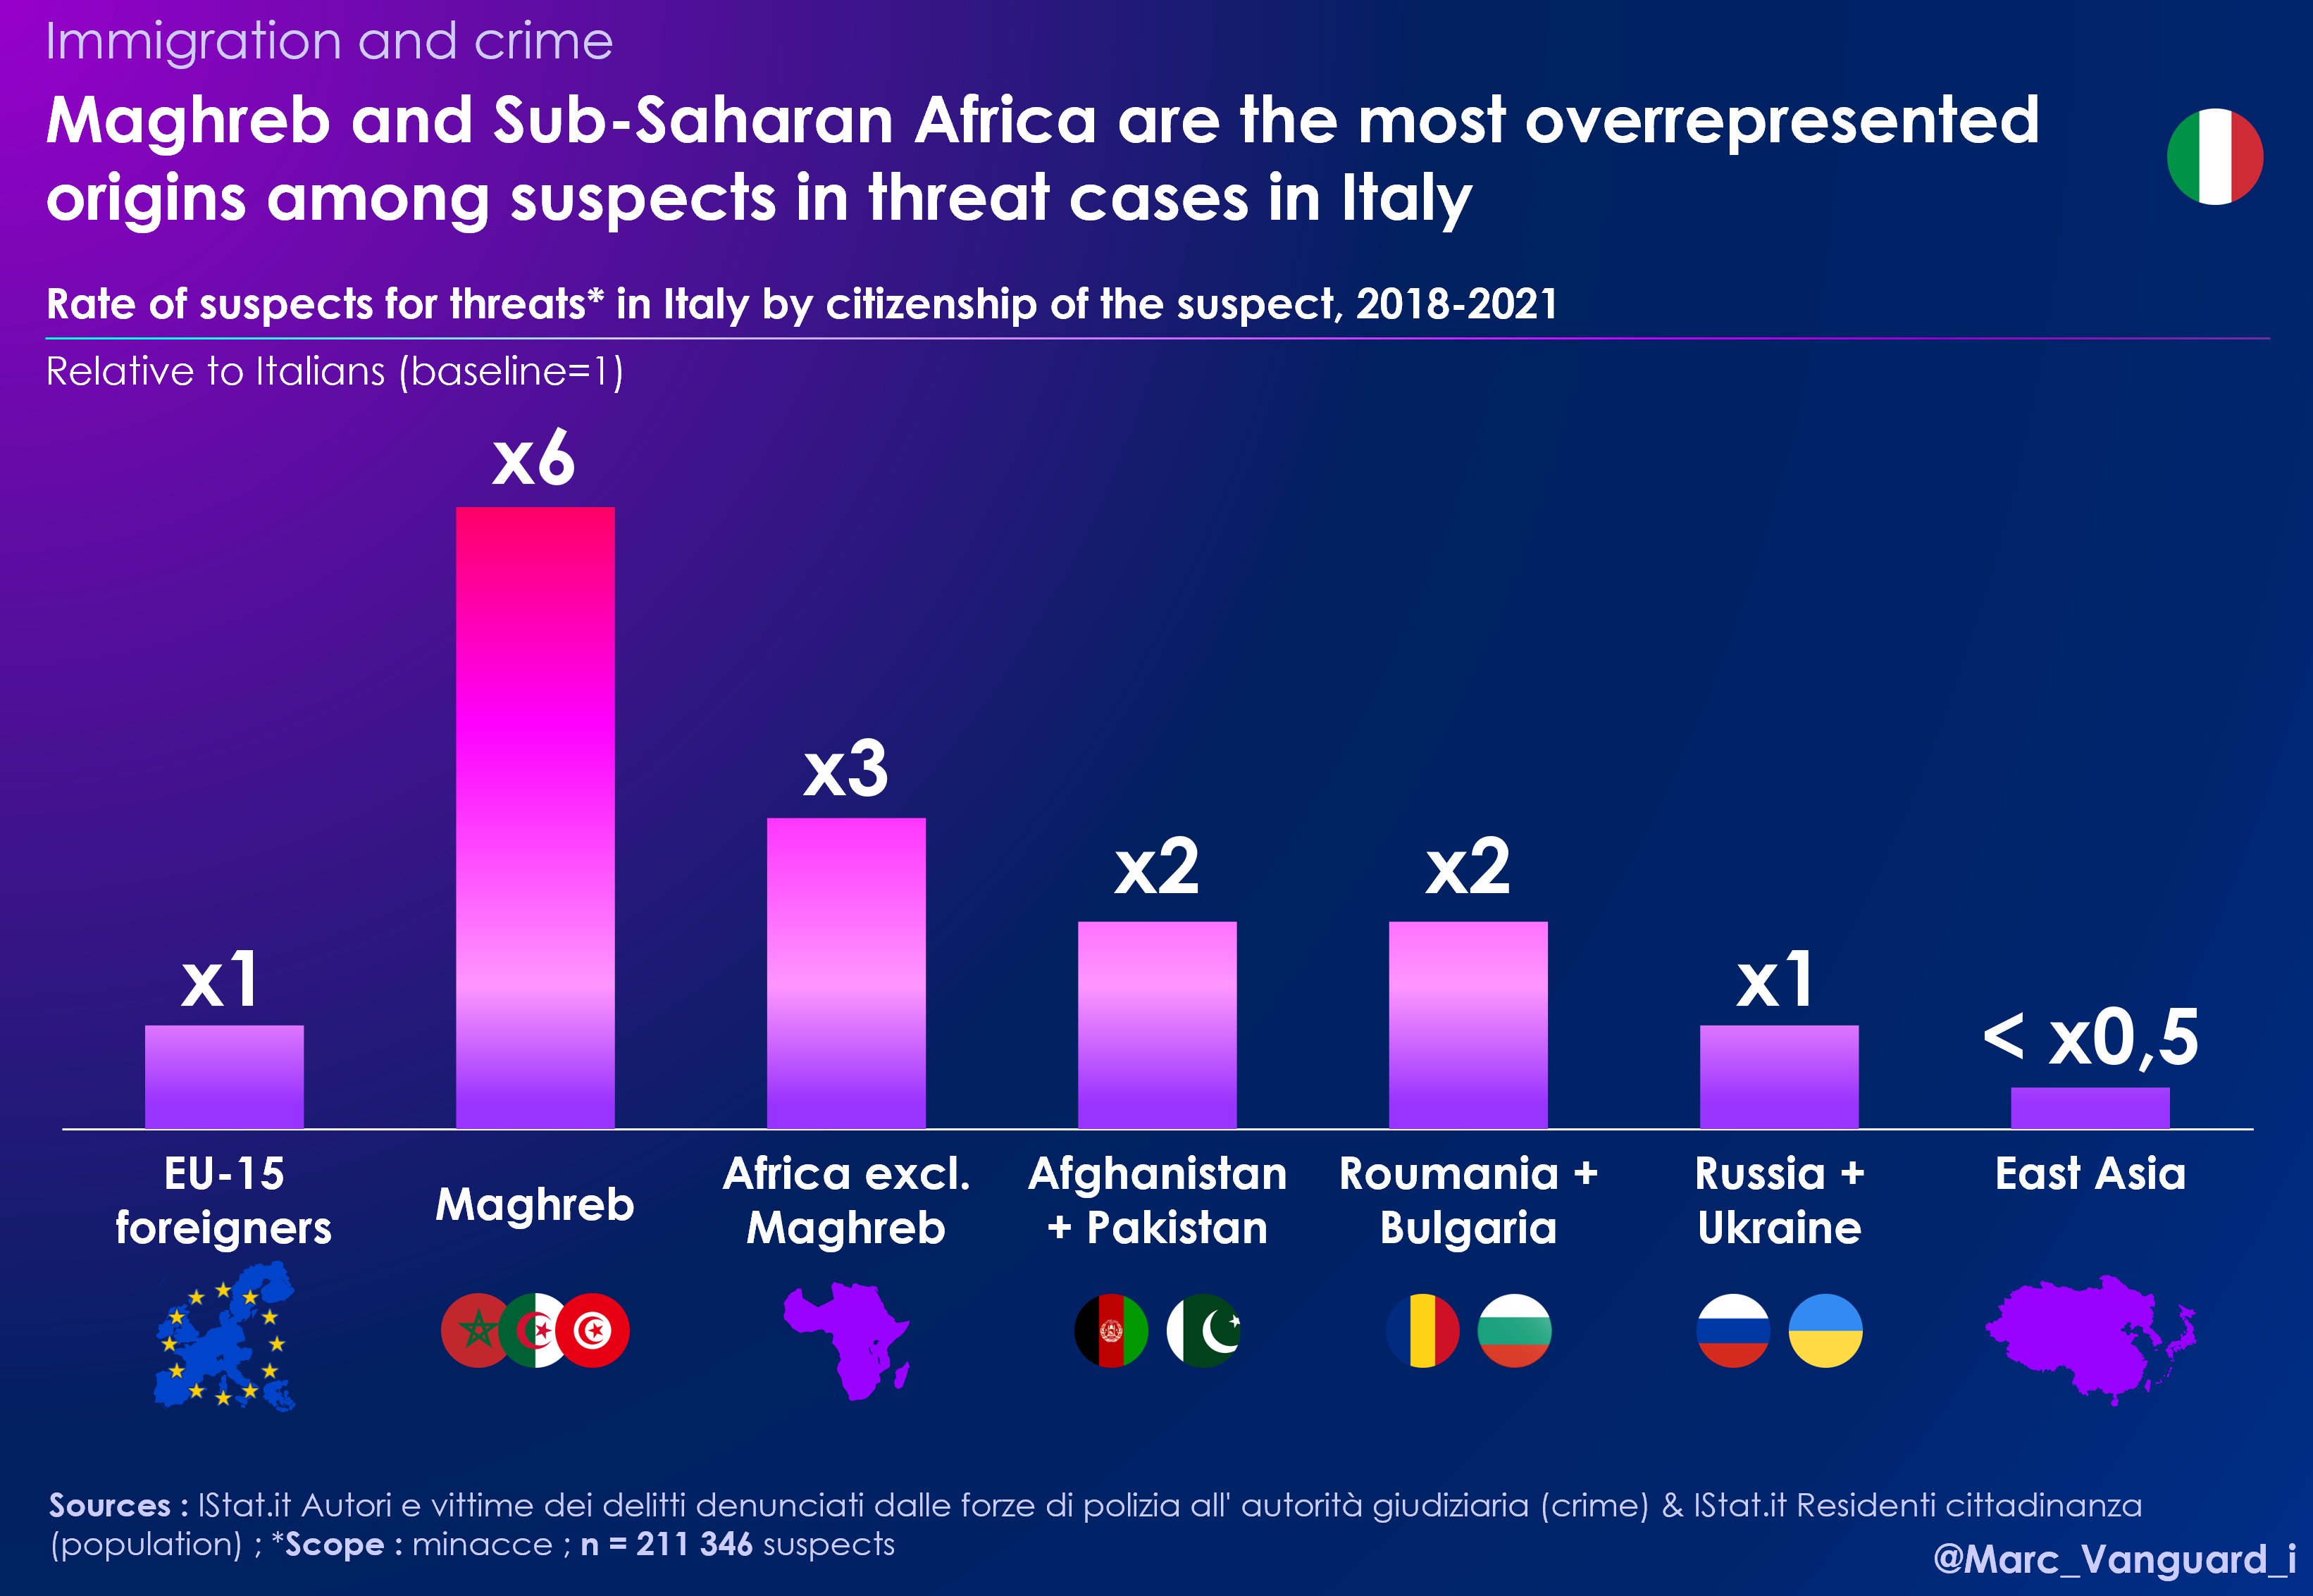 Immigration and crime
Maghreb and Sub-Saharan Africa are the most overrepresented
origins among suspects in threat cases in Italy
Rate of suspects for threats* in Italy by citizenship of the suspect, 2018-2021
Relative to Italians (baseline=1)
x1
x6
x3
x2
x2
x1
< x0,5
EU-15
foreigners
Maghreb
Africa excl.
Maghreb
Afghanistan
+ Pakistan
Roumania +
Bulgaria
Russia +
Ukraine
East Asia
Sources : IStat.it Autori e vittime dei delitti denunciati dalle forze di polizia all' autorità giudiziaria (crime) & IStat.it Residenti cittadinanza
(population) ; *Scope : minacce ; n = 211 346 suspects
@Marc_Vanguard_i